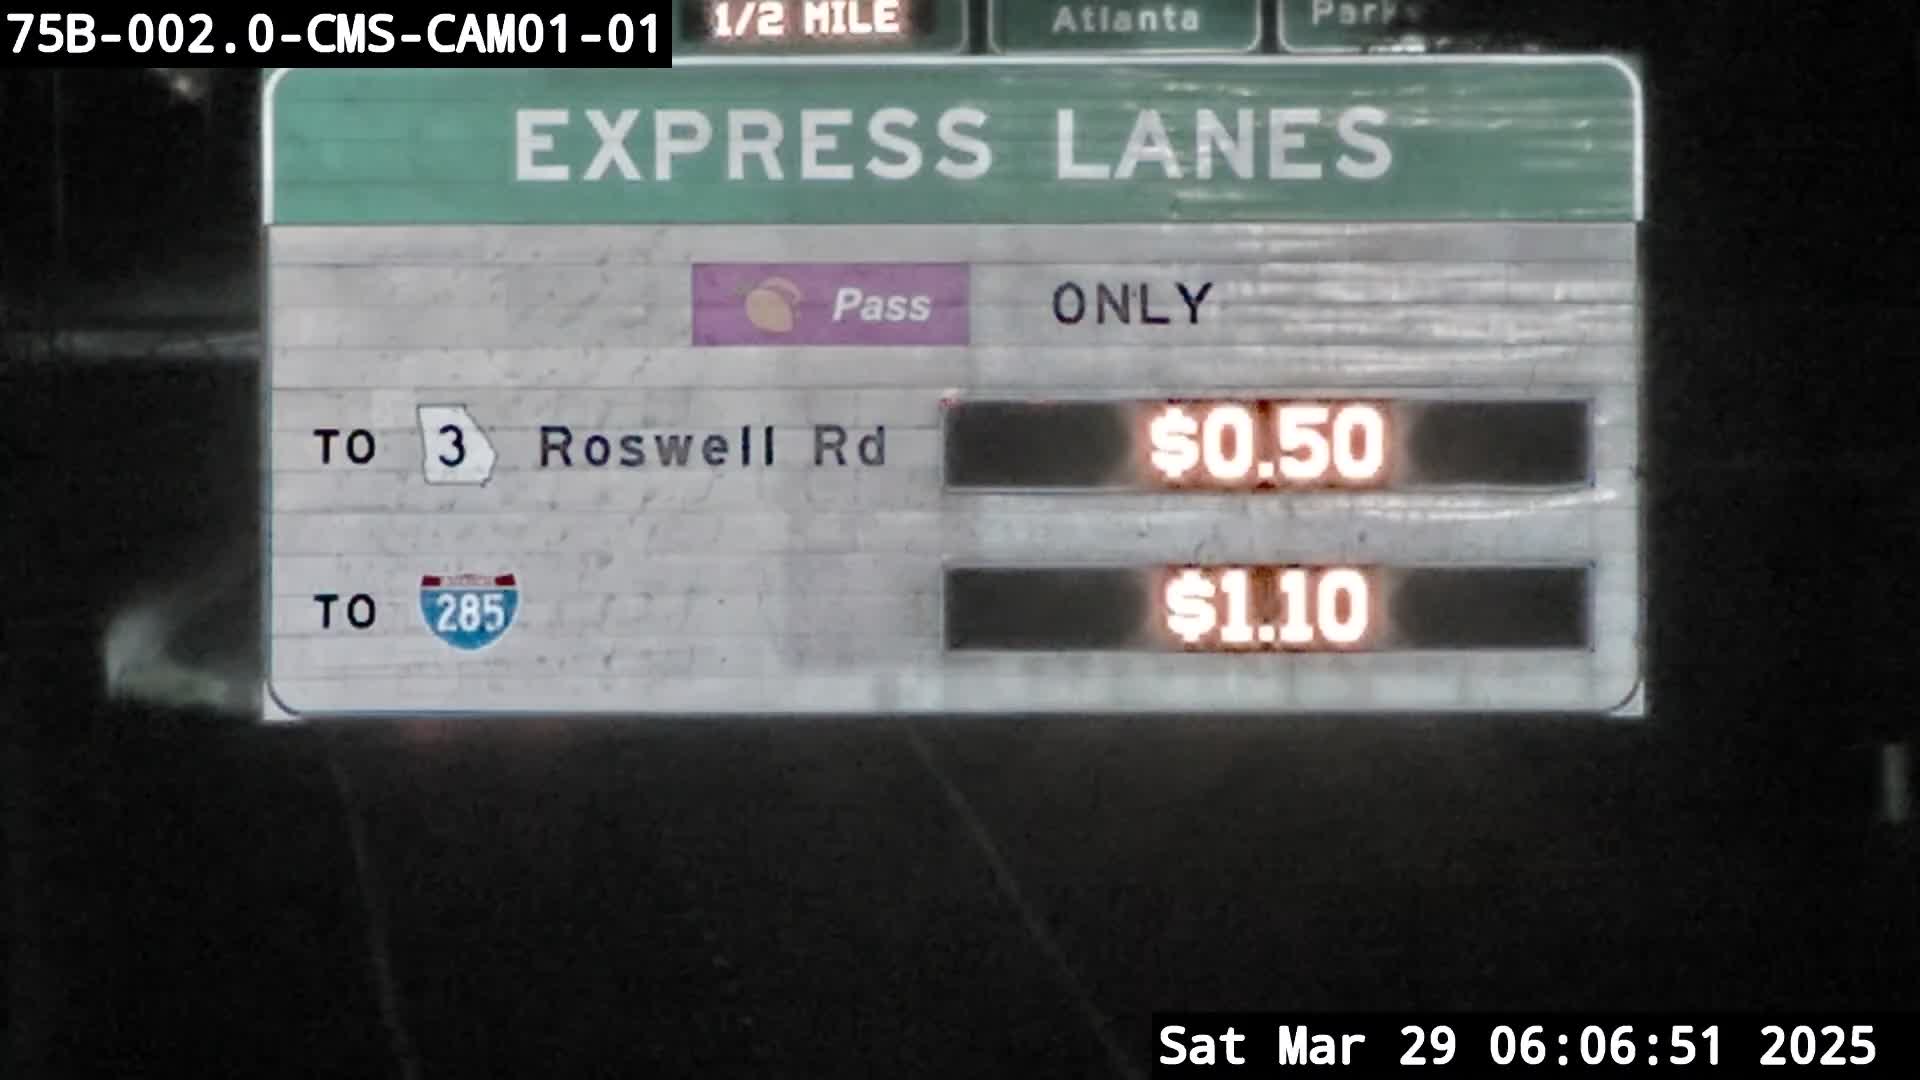 75B-002.0-CMS-CAM01-01
1/2 MILE
Atlanta
EXPRESS LANES
Pass ONLY
TO 3 Roswell Rd $0.50
TO 285 $1.10
Sat Mar 29 06:06:51 2025